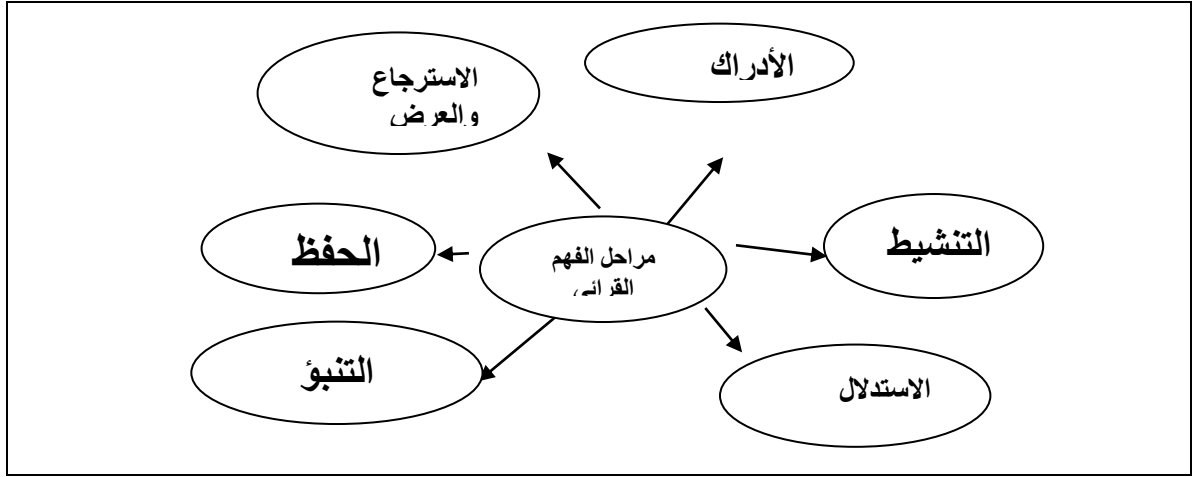 الأدراك
الاسترجاع
والعرض
التنشيط
الحفظ
مراحل الفهم
القرائي
التنبؤ
الاستدلال